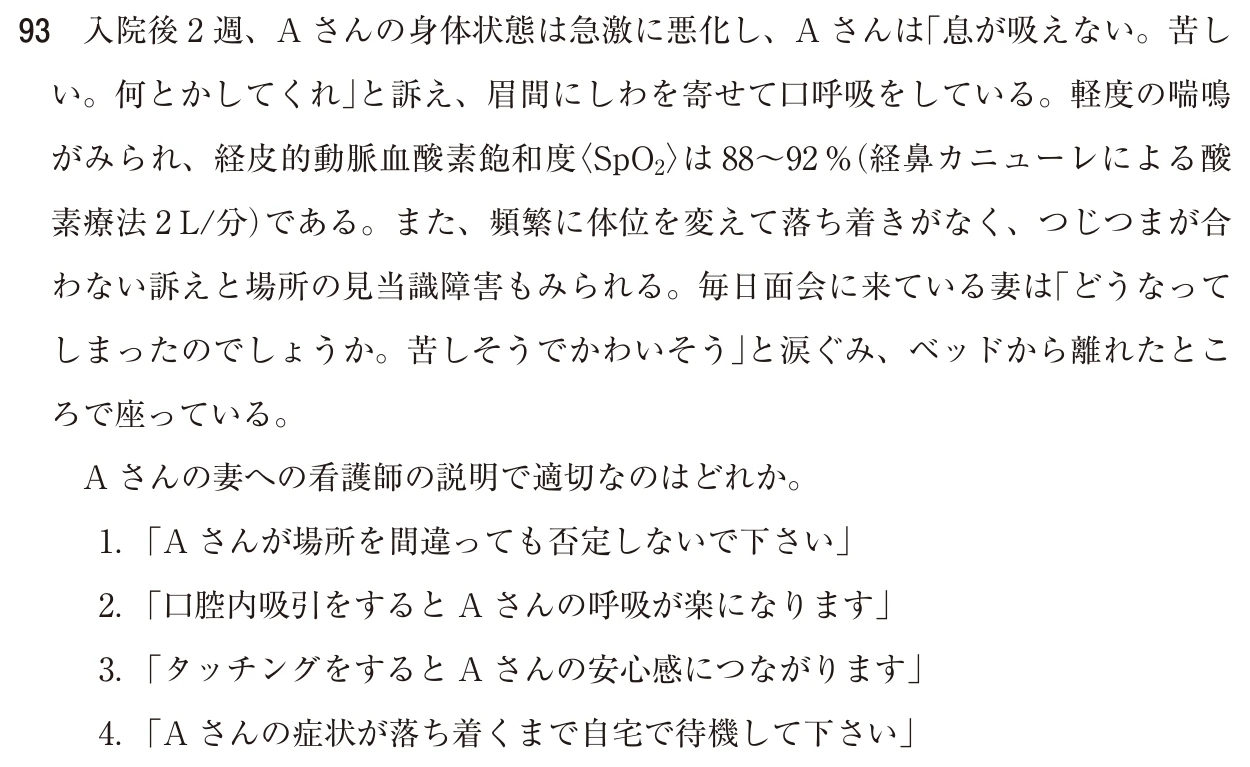 93 入院後2週、Aさんの身体状態は急激に悪化し、Aさんは「息が吸えない。苦し
い。何とかしてくれ」と訴え、眉間にしわを寄せて口呼吸をしている。軽度の喘鳴
がみられ、経皮的動脈血酸素飽和度〈SpO₂〉は88～92%(経鼻カニューレによる酸
素療法2L/分)である。また、頻繁に体位を変えて落ち着きがなく、つじつまが合
わない訴えと場所の見当識障害もみられる。毎日面会に来ている妻は「どうなって
しまったのでしょうか。苦しそうでかわいそう」と涙ぐみ、ベッドから離れたとこ
ろで座っている。
Aさんの妻への看護師の説明で適切なのはどれか。
1. 「Aさんが場所を間違っても否定しないで下さい」
2. 「口腔内吸引をするとAさんの呼吸が楽になります」
3. 「タッチングをするとAさんの安心感につながります」
4. 「Aさんの症状が落ち着くまで自宅で待機して下さい」